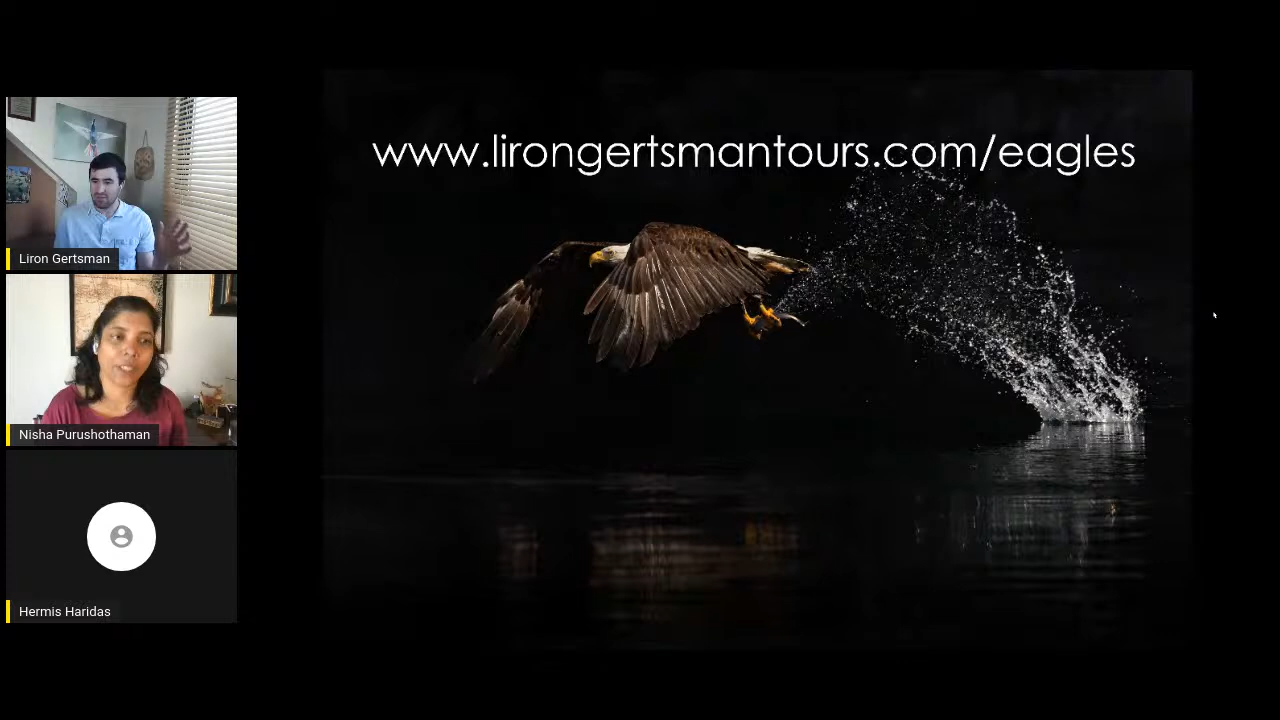 www.lirongertsmantours.com/eagles
Liron Gertsman
Nisha Purushothaman
Hermis Haridas